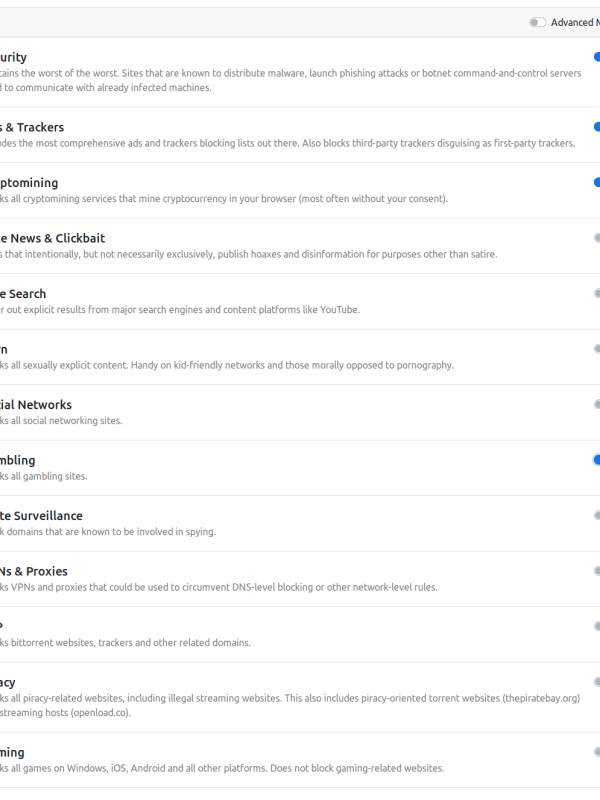 Advanced M
urity
tains the worst of the worst. Sites that are known to distribute malware, launch phishing attacks or botnet command-and-control servers
d to communicate with already infected machines.
s & Trackers
udes the most comprehensive ads and trackers blocking lists out there. Also blocks third-party trackers disguising as first-party trackers.
ptomining
ks all cryptomining services that mine cryptocurrency in your browser (most often without your consent).
e News & Clickbait
s that intentionally, but not necessarily exclusively, publish hoaxes and disinformation for purposes other than satire.
e Search
r out explicit results from major search engines and content platforms like YouTube.
rn
ks all sexually explicit content. Handy on kid-friendly networks and those morally opposed to pornography.
cial Networks
ks all social networking sites.
mbling
ks all gambling sites.
te Surveillance
k domains that are known to be involved in spying.
Ns & Proxies
ks VPNs and proxies that could be used to circumvent DNS-level blocking or other network-level rules.
P
ks bittorrent websites, trackers and other related domains.
acy
ks all piracy-related websites, including illegal streaming websites. This also includes piracy-oriented torrent websites (thepiratebay.org)
streaming hosts (openload.co).
ming
ks all games on Windows, iOS, Android and all other platforms. Does not block gaming-related websites.